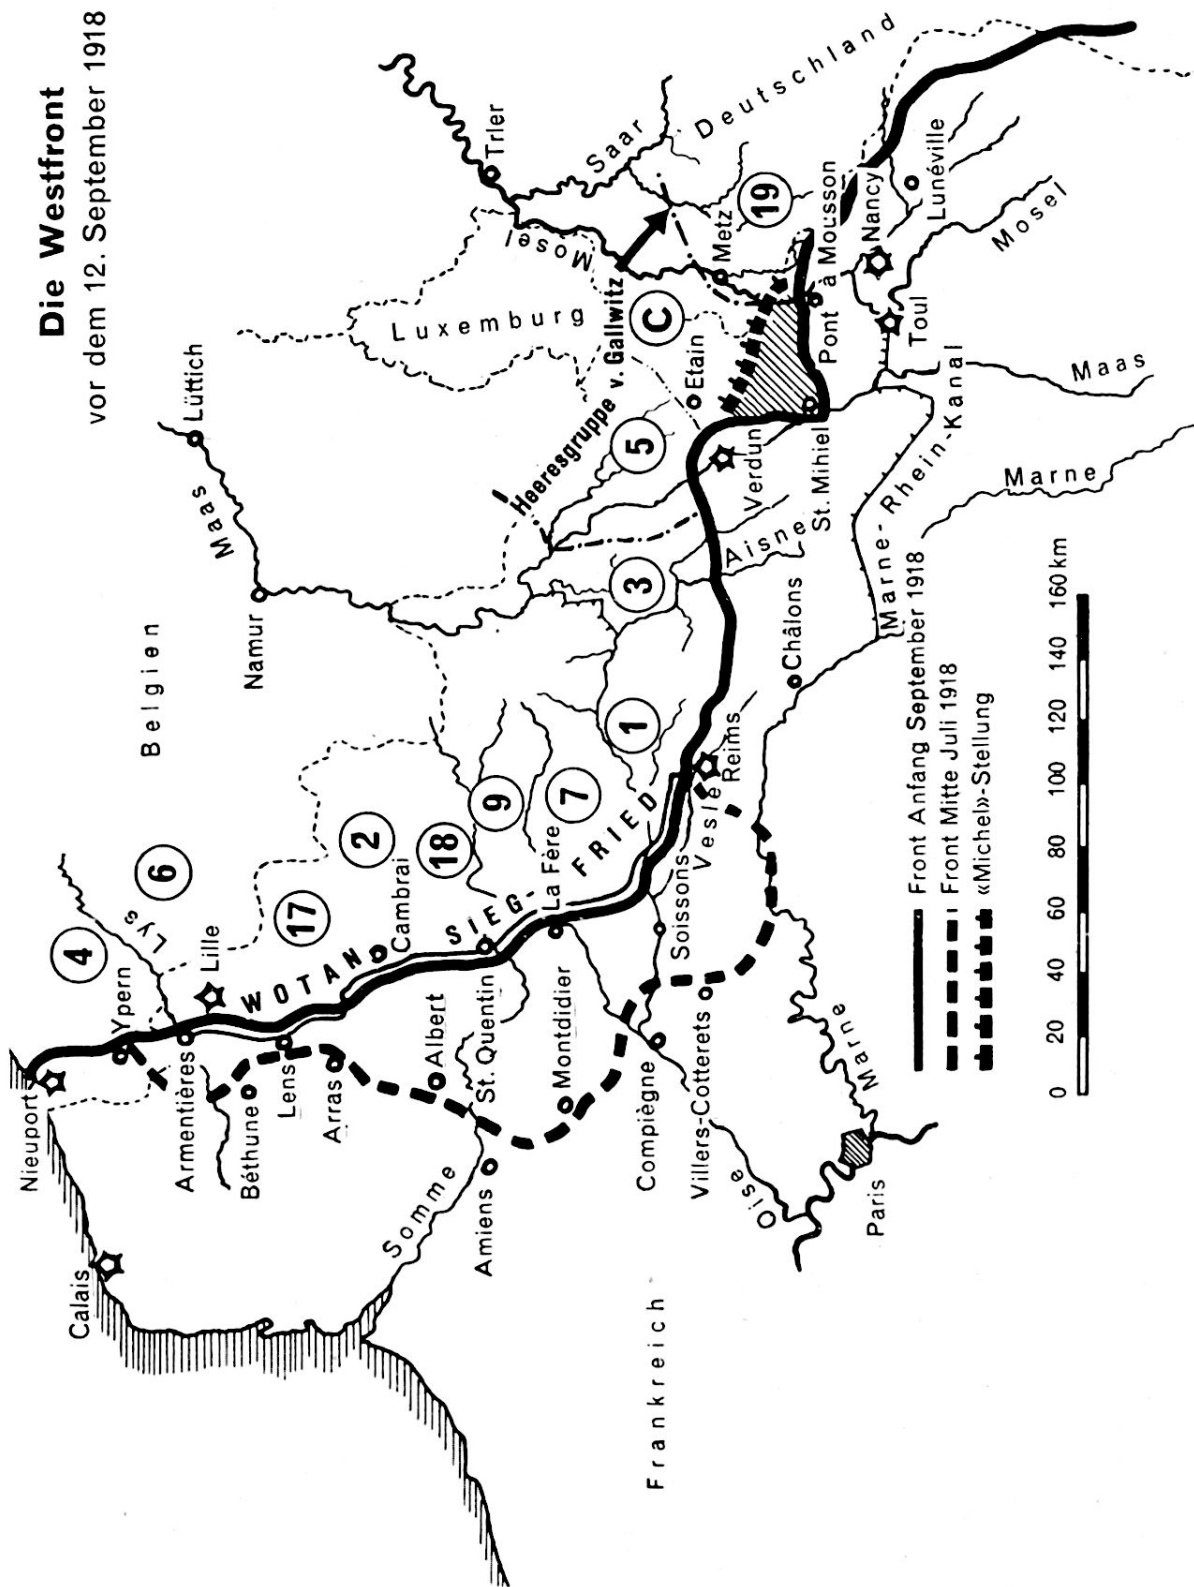 Die Westfront
vor dem 12. September 1918
Belgien
Frankreich
Deutschland
Luxemburg
Calais
Nieuport
Ypern
4
Lys
6
Armentières
Lille
Béthune
Lens
Arras
WOTAN
17
2
Cambrai
Albert
Somme
Amiens
St. Quentin
SIEG-
FRIED
18
9
7
La Fère
Montdidier
Compiègne
Villers-Cotterets
Soissons
Vesle
Reims
1
3
Oise
Marne
Paris
Châlons
Namur
Maas
Lüttich
Heeresgruppe v. Gallwitz
5
C
19
Etain
Verdun
St. Mihiel
Aisne
Trier
Mosel
Saar
Metz
Pont à Mousson
Nancy
Lunéville
Toul
Mosel
Maas
Marne-Rhein-Kanal
Marne
Front Anfang September 1918
Front Mitte Juli 1918
«Michel»-Stellung
0 20 40 60 80 100 120 140 160 km